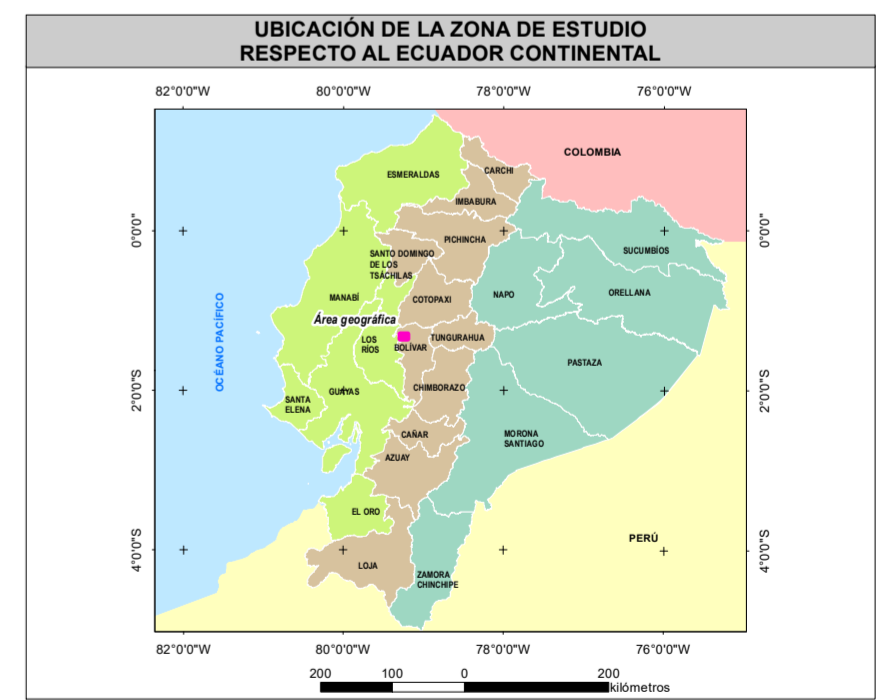 UBICACIÓN DE LA ZONA DE ESTUDIO
RESPECTO AL ECUADOR CONTINENTAL
82°0'0"W 80°0'0"W 78°0'0"W 76°0'0"W
COLOMBIA
CARCHI
ESMERALDAS
IMBABURA
0°0'0" 0°0'0"
PICHINCHA
SUCUMBÍOS
SANTO DOMINGO
DE LOS
TSÁCHILAS
MANABÍ
COTOPAXI
NAPO
ORELLANA
Área geográfica
OCÉANO PACÍFICO
LOS
RÍOS
BOLÍVAR
TUNGURAHUA
PASTAZA
CHIMBORAZO
GUAYAS
2°0'0"S 2°0'0"S
SANTA
ELENA
CAÑAR
MORONA
SANTIAGO
AZUAY
EL ORO
PERÚ
4°0'0"S 4°0'0"S
LOJA
ZAMORA
CHINCHIPE
82°0'0"W 80°0'0"W 78°0'0"W 76°0'0"W
200 100 0 200
kilómetros